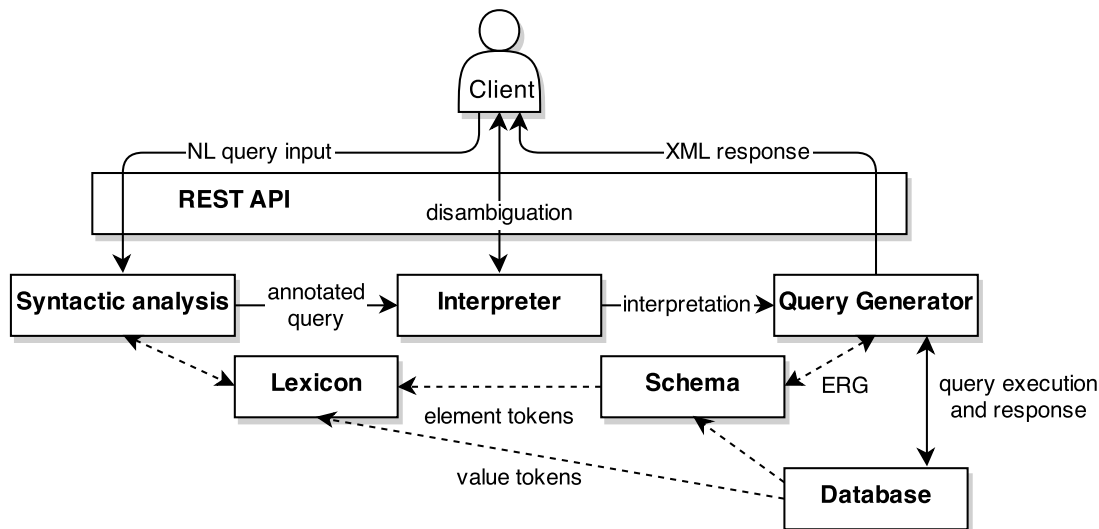 Client
NL query input
XML response
REST API
disambiguation
Syntactic analysis
annotated
query
Interpreter
interpretation
Query Generator
Lexicon
element tokens
Schema
ERG
query execution
and response
value tokens
Database